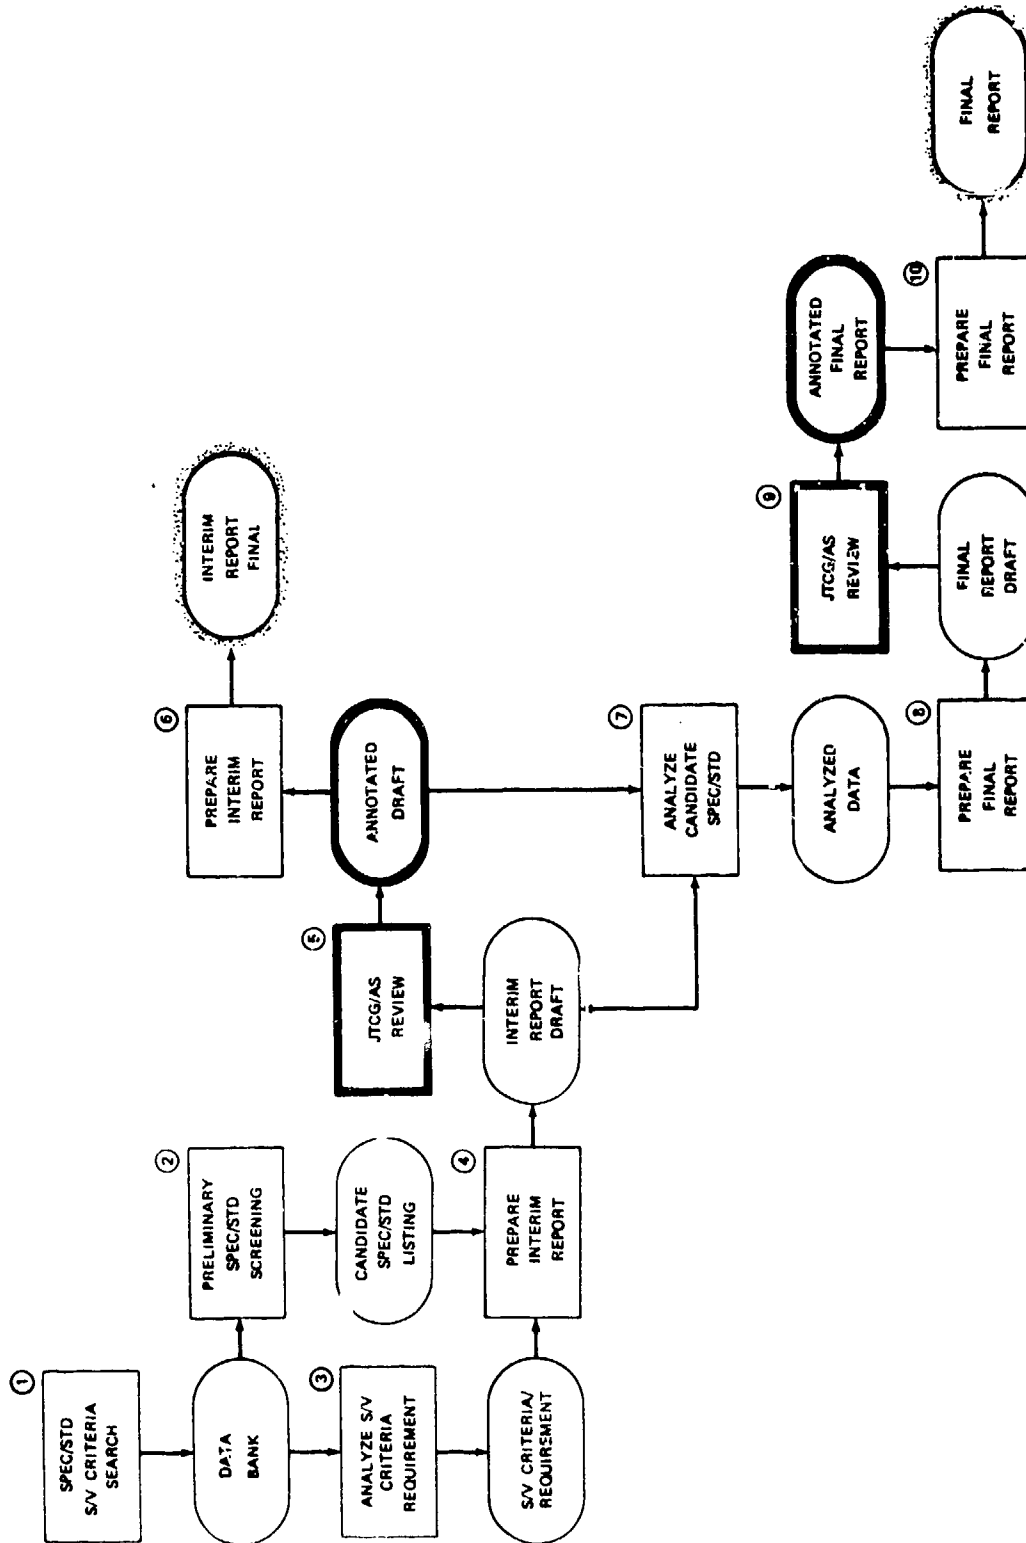 1
SPEC/STD
S/V CRITERIA
SEARCH
DATA
BANK
3
ANALYZE S/V
CRITERIA
REQUIREMENT
S/V CRITERIA/
REQUIREMENT
2
PRELIMINARY
SPEC/STD
SCREENING
CANDIDATE
SPEC/STD
LISTING
4
PREPARE
INTERIM
REPORT
5
JTCG/AS
REVIEW
INTERIM
REPORT
DRAFT
6
PREPARE
INTERIM
REPORT
ANNOTATED
DRAFT
7
ANALYZE
CANDIDATE
SPEC/STD
ANALYZED
DATA
8
PREPARE
FINAL
REPORT
INTERIM
REPORT
FINAL
9
JTCG/AS
REVIEW
FINAL
REPORT
DRAFT
ANNOTATED
FINAL
REPORT
10
PREPARE
FINAL
REPORT
FINAL
REPORT